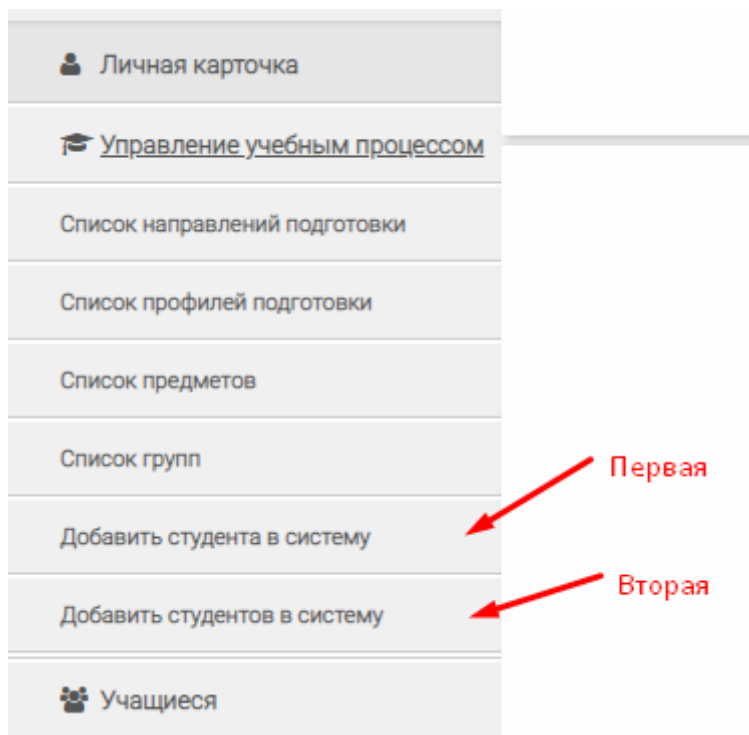 Личная карточка
Управление учебным процессом
Список направлений подготовки
Список профилей подготовки
Список предметов
Список групп
Первая
Добавить студента в систему
Вторая
Добавить студентов в систему
Учащиеся